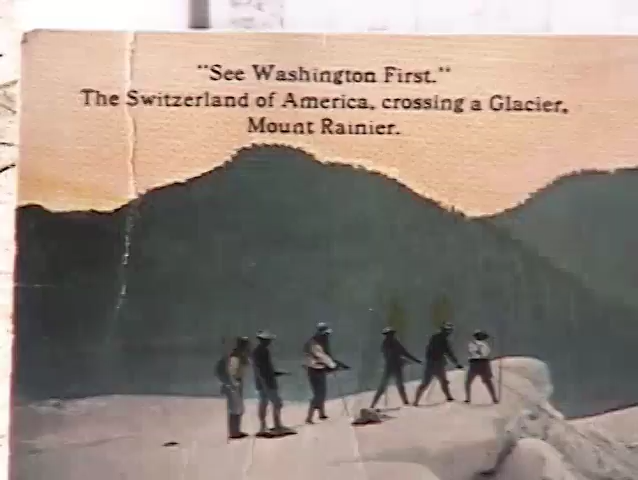 "See Washington First."
The Switzerland of America, crossing a Glacier,
Mount Rainier.